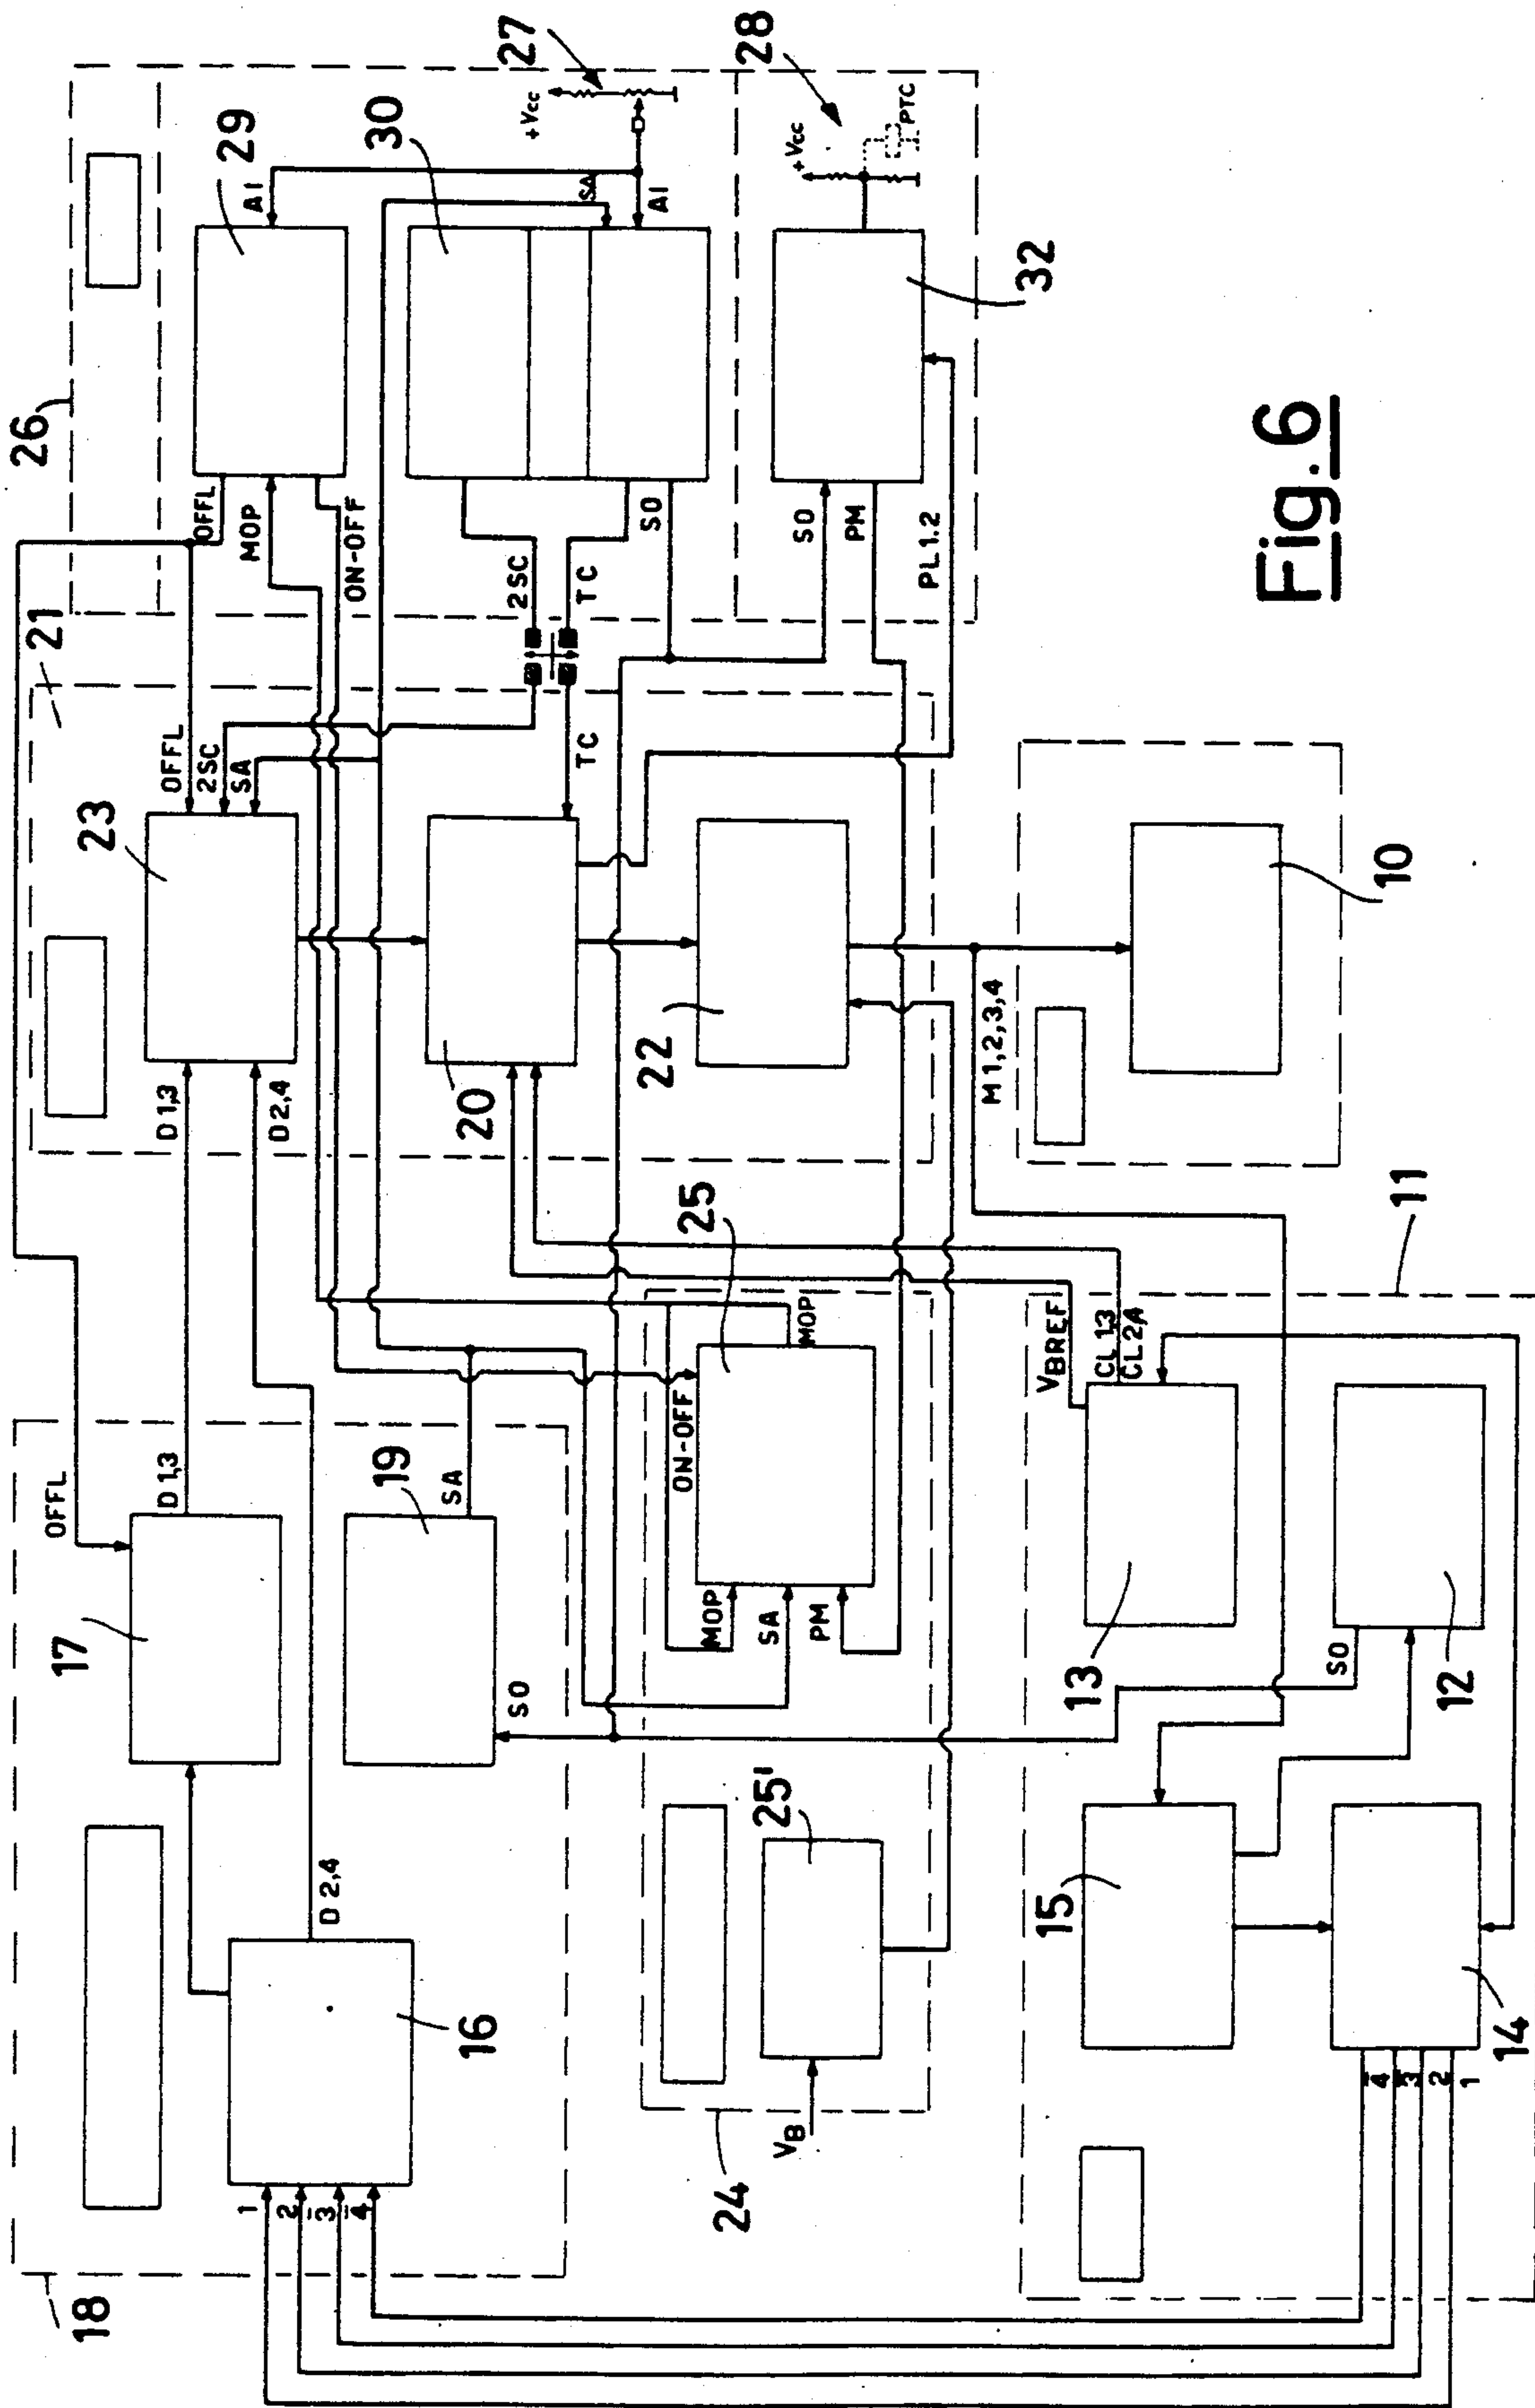 26
27
28
29
30
32
+Vcc
+Vcc
PTC
AI
SA
AI
OFFL
MOP
ON-OFF
2SC
TC
SO
SO
PM
PL1.2
Fig. 6
21
23
OFFL
2SC
SA
TC
D1,3
D2,4
20
22
10
M1,2,3,4
11
25
MOP
ON-OFF
MOP
SA
PM
VBREF
CL1,3
CL2,4
13
12
SO
OFFL
D1,3
17
19
SA
SO
D2,4
16
18
1
2
3̅
4̅
24
25'
VB
15
14
4̅
3̅
2
1